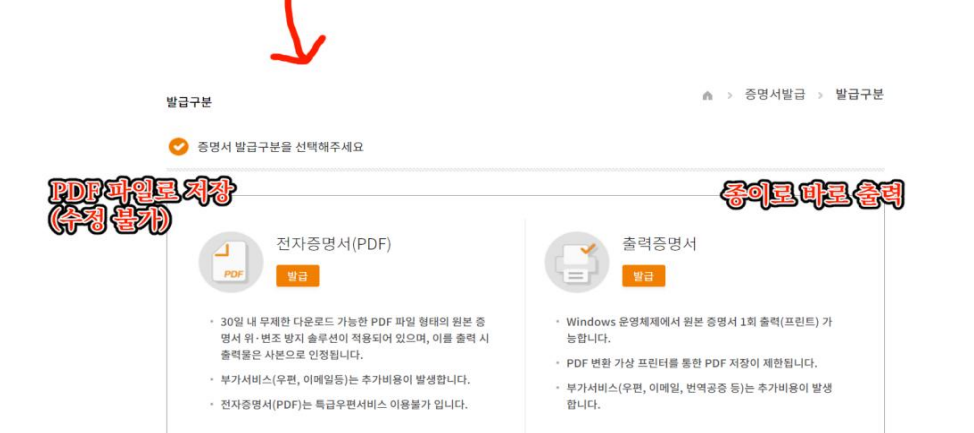 발급구분
증명서발급 > 발급구분
증명서 발급구분을 선택해주세요
PDF 파일로 저장
(수정 불가)
종이로 바로 출력
전자증명서(PDF)
PDF
발급
· 30일 내 무제한 다운로드 가능한 PDF 파일 형태의 원본 증
명서 위·변조 방지 솔루션이 적용되어 있으며, 이를 출력 시
출력물은 사본으로 인정됩니다.
· 부가서비스(우편, 이메일등)는 추가비용이 발생합니다.
· 전자증명서(PDF)는 특급우편서비스 이용불가 입니다.
출력증명서
발급
· Windows 운영체제에서 원본 증명서 1회 출력(프린트) 가
능합니다.
· PDF 변환 가상 프린터를 통한 PDF 저장이 제한됩니다.
· 부가서비스(우편, 이메일, 번역공증 등)는 추가비용이 발생
합니다.